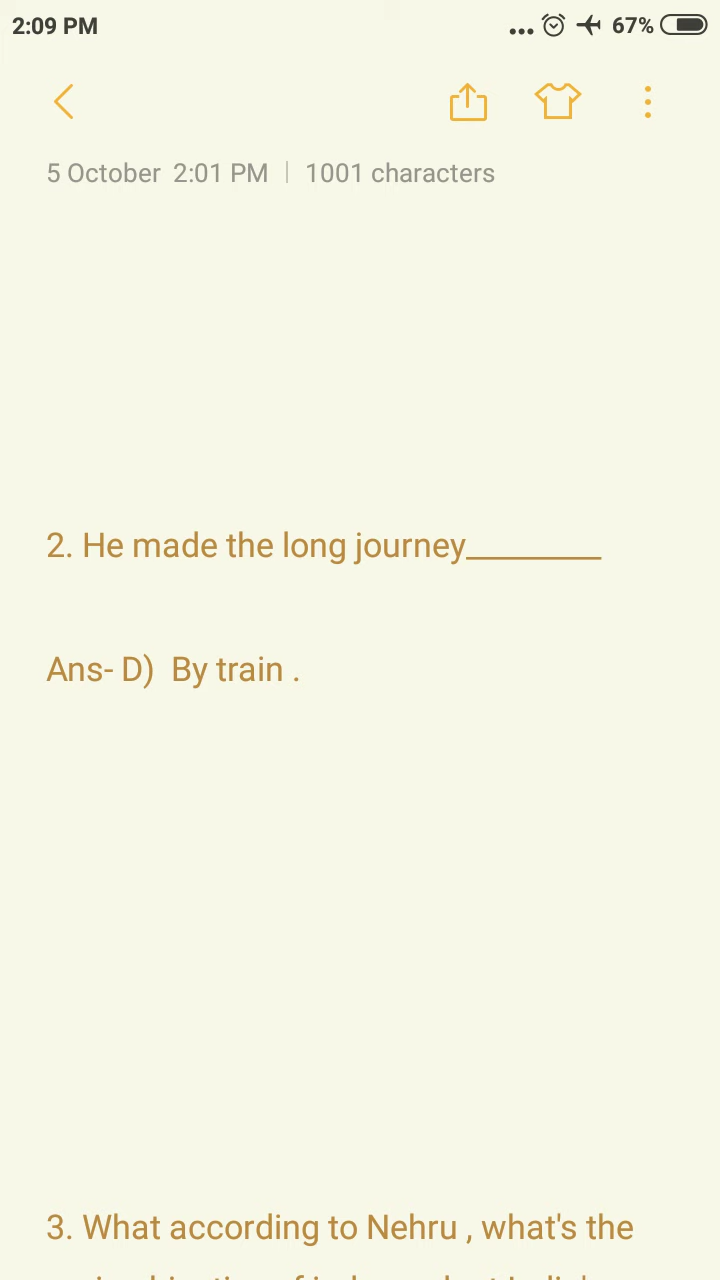 2:09 PM ... 67%
5 October 2:01 PM | 1001 characters
2. He made the long journey________
Ans- D) By train .
3. What according to Nehru , what's the